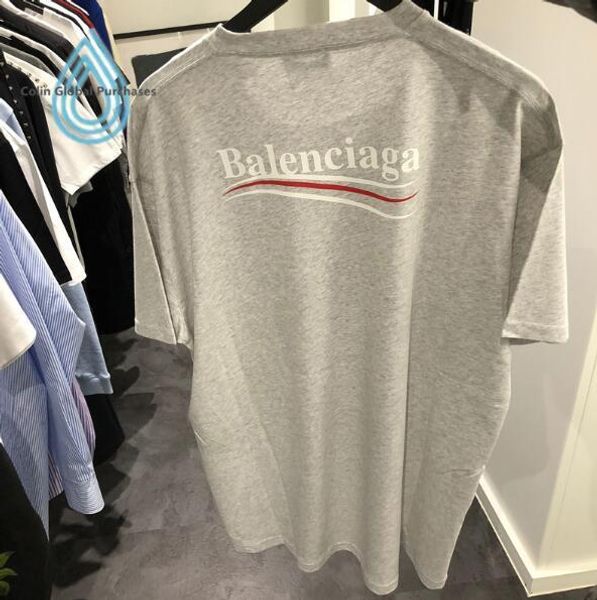 Colin Global Purchases
Balenciaga